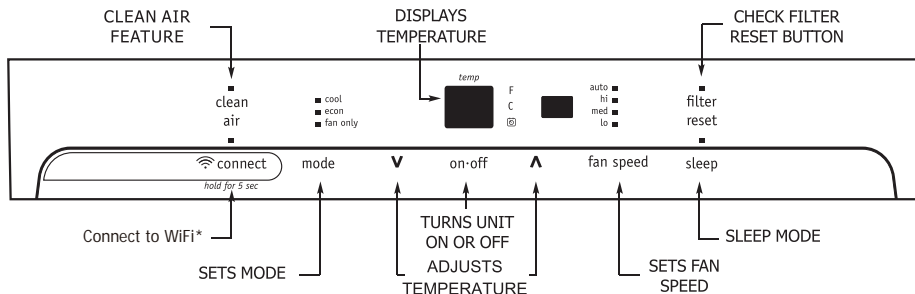 CLEAN AIR
FEATURE
DISPLAYS
TEMPERATURE
CHECK FILTER
RESET BUTTON
temp
clean
air
cool
econ
fan only
F
C
auto
hi
med
lo
filter
reset
connect
hold for 5 sec
mode
V
on·off
Λ
fan speed
sleep
Connect to WiFi*
SETS MODE
TURNS UNIT
ON OR OFF
ADJUSTS
TEMPERATURE
SETS FAN
SPEED
SLEEP MODE